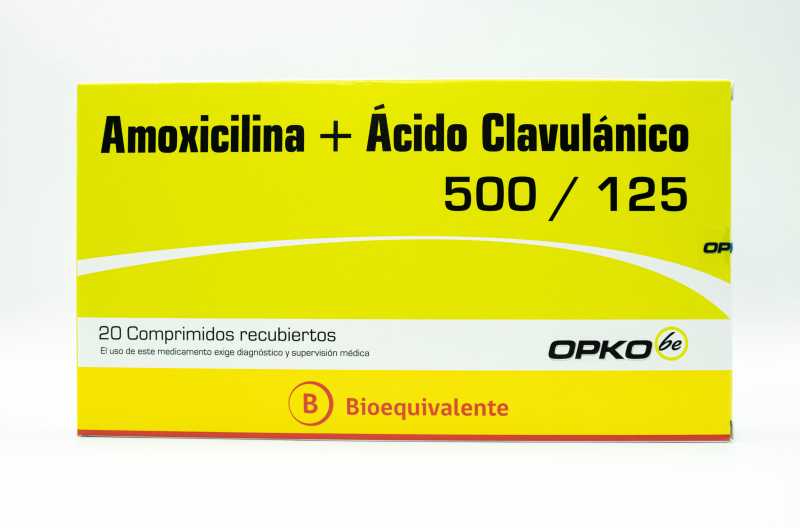 Amoxicilina + Ácido Clavulánico
500 / 125
OPK
20 Comprimidos recubiertos
El uso de este medicamento exige diagnóstico y supervisión médica
OPKO be
B Bioequivalente